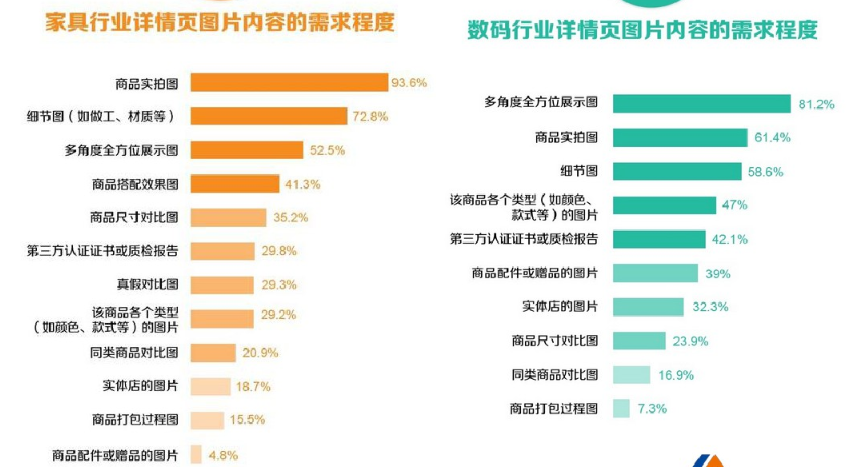 家具行业详情页图片内容的需求程度
商品实拍图 93.6%
细节图（如做工、材质等） 72.8%
多角度全方位展示图 52.5%
商品搭配效果图 41.3%
商品尺寸对比图 35.2%
第三方认证证书或质检报告 29.8%
真假对比图 29.3%
该商品各个类型
（如颜色、款式等）的图片 29.2%
同类商品对比图 20.9%
实体店的图片 18.7%
商品打包过程图 15.5%
商品配件或赠品的图片 4.8%
数码行业详情页图片内容的需求程度
多角度全方位展示图 81.2%
商品实拍图 61.4%
细节图 58.6%
该商品各个类型（如颜色、
款式等）的图片 47%
第三方认证证书或质检报告 42.1%
商品配件或赠品的图片 39%
实体店的图片 32.3%
商品尺寸对比图 23.9%
同类商品对比图 16.9%
商品打包过程图 7.3%